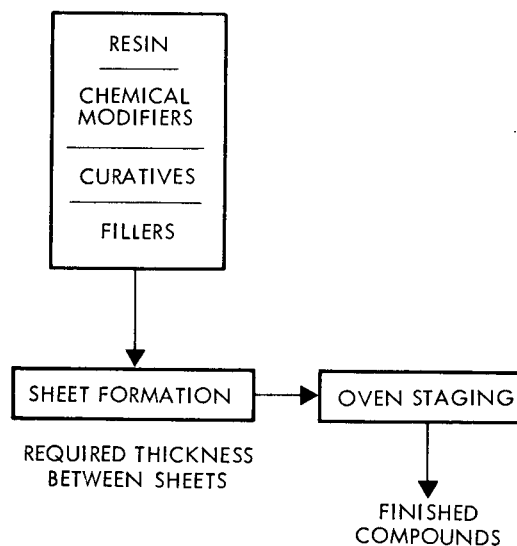 RESIN
CHEMICAL
MODIFIERS
CURATIVES
FILLERS
SHEET FORMATION
OVEN STAGING
REQUIRED THICKNESS
BETWEEN SHEETS
FINISHED
COMPOUNDS